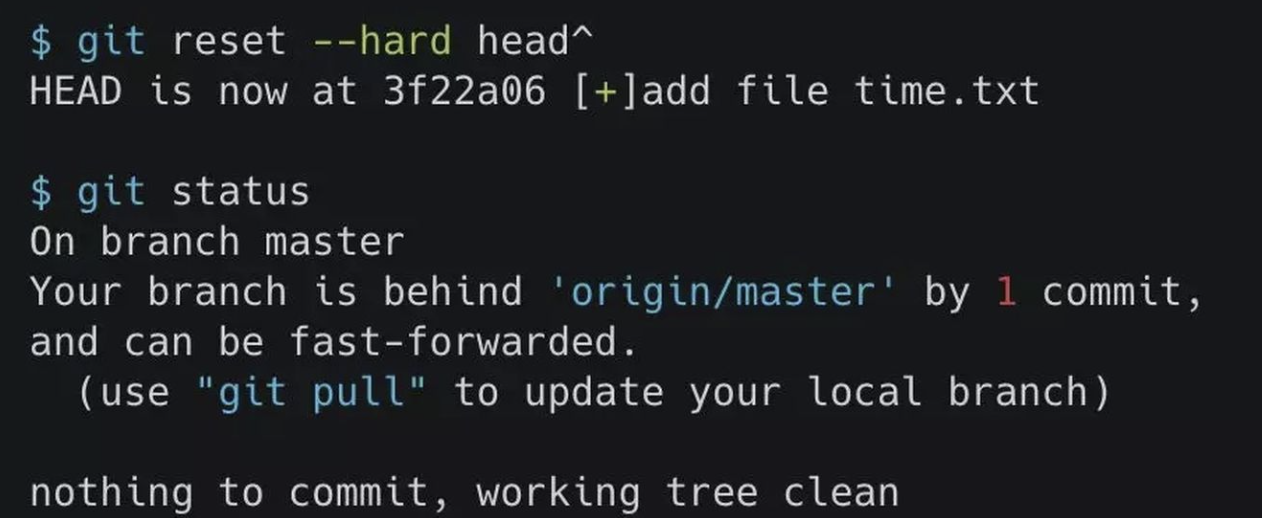 $ git reset --hard head^
HEAD is now at 3f22a06 [+]add file time.txt
$ git status
On branch master
Your branch is behind 'origin/master' by 1 commit,
and can be fast-forwarded.
(use "git pull" to update your local branch)
nothing to commit, working tree clean